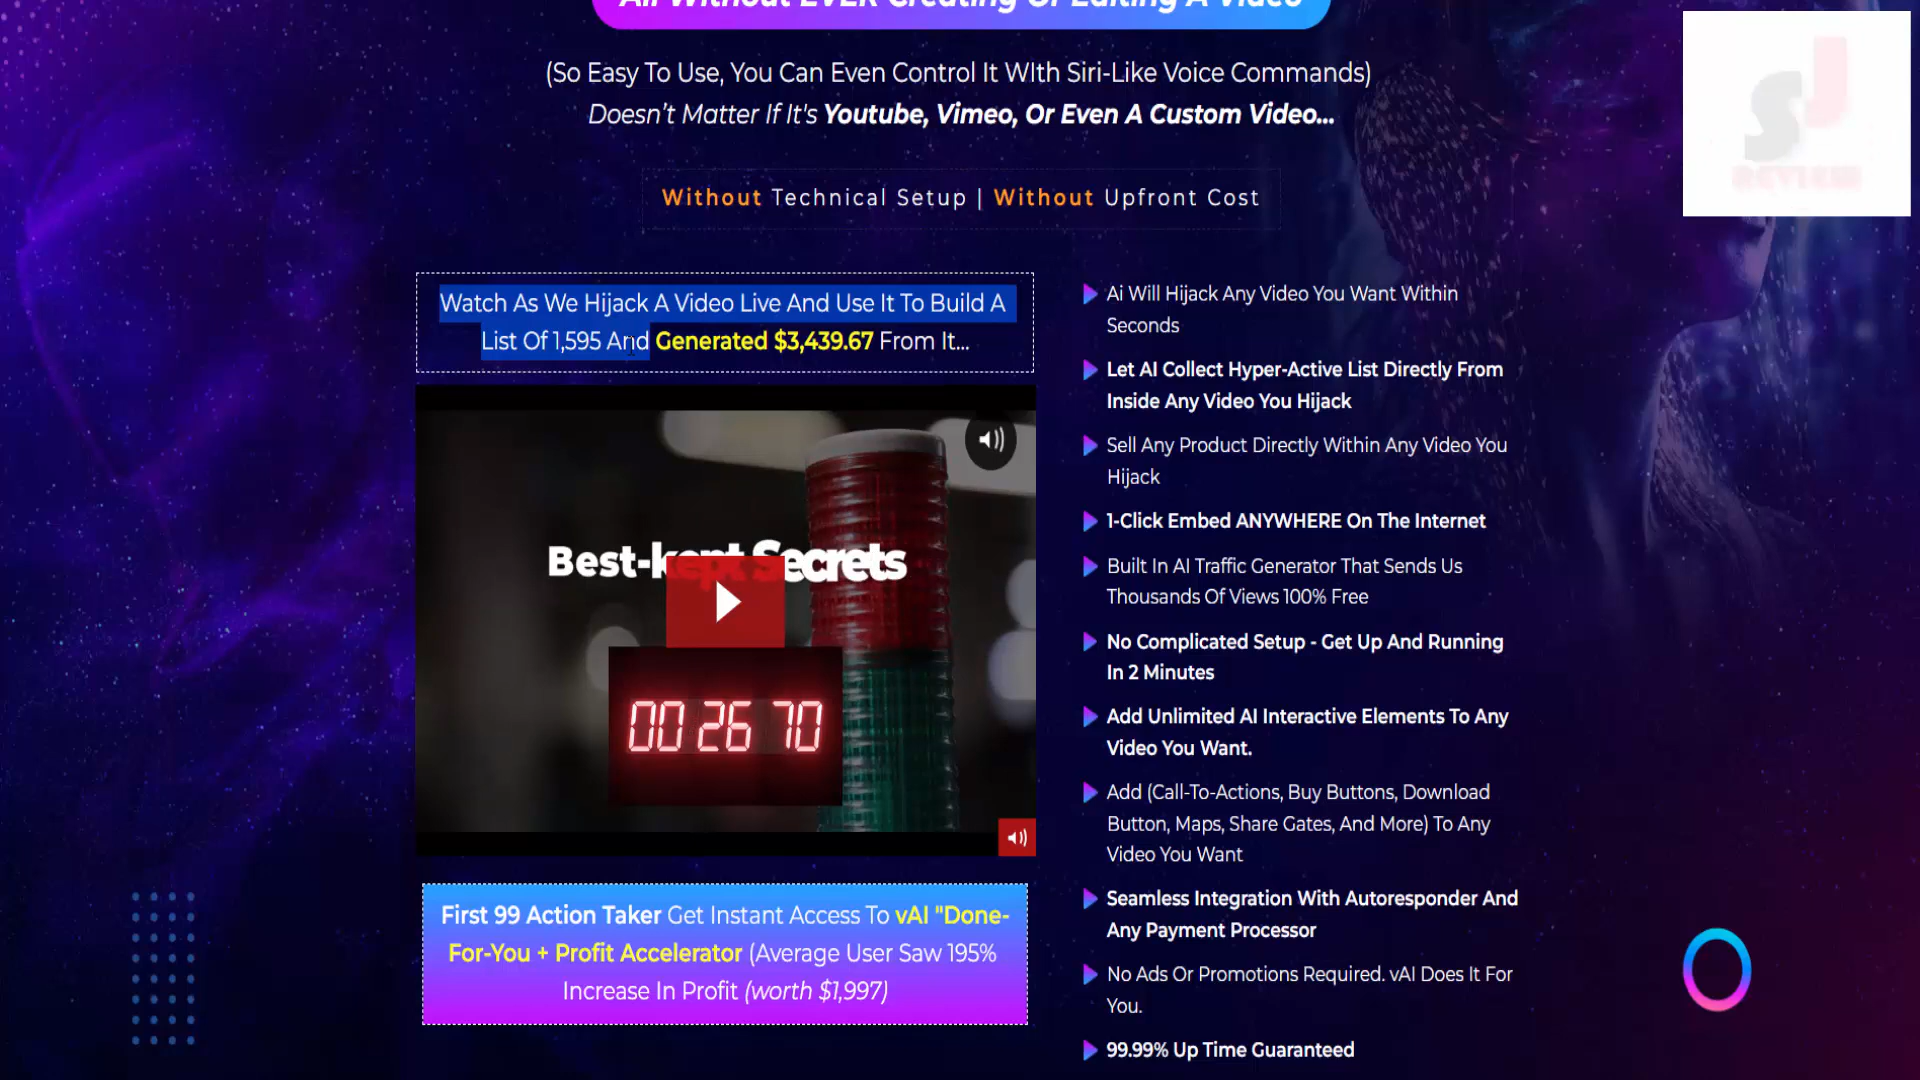 All Without EVER Creating Or Editing A Video
(So Easy To Use, You Can Even Control It WIth Siri-Like Voice Commands)
Doesn't Matter If It's Youtube, Vimeo, Or Even A Custom Video...
Without Technical Setup | Without Upfront Cost
SJ
REVIEW
Watch As We Hijack A Video Live And Use It To Build A
List Of 1,595 And Generated $3,439.67 From It...
Best-kept Secrets
00 26 70
First 99 Action Taker Get Instant Access To vAI "Done-
For-You + Profit Accelerator (Average User Saw 195%
Increase In Profit (worth $1,997)
Ai Will Hijack Any Video You Want Within
Seconds
Let AI Collect Hyper-Active List Directly From
Inside Any Video You Hijack
Sell Any Product Directly Within Any Video You
Hijack
1-Click Embed ANYWHERE On The Internet
Built In AI Traffic Generator That Sends Us
Thousands Of Views 100% Free
No Complicated Setup - Get Up And Running
In 2 Minutes
Add Unlimited AI Interactive Elements To Any
Video You Want.
Add (Call-To-Actions, Buy Buttons, Download
Button, Maps, Share Gates, And More) To Any
Video You Want
Seamless Integration With Autoresponder And
Any Payment Processor
No Ads Or Promotions Required. vAI Does It For
You.
99.99% Up Time Guaranteed